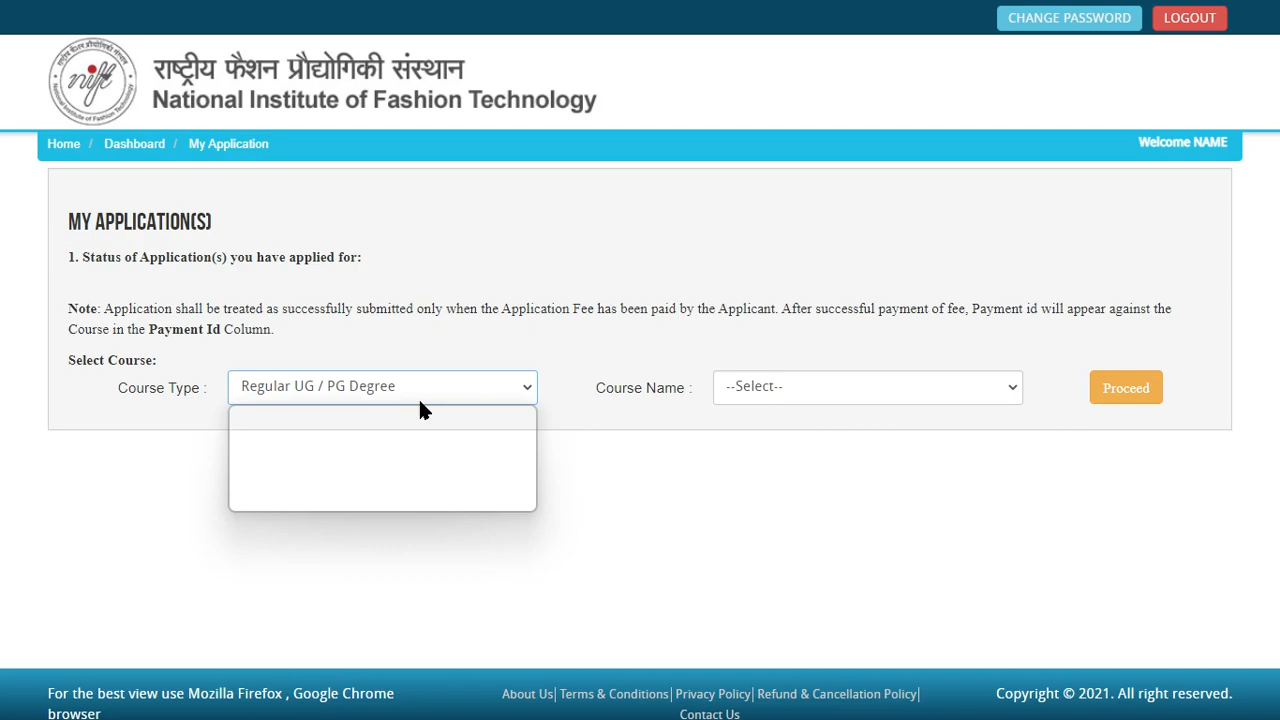 CHANGE PASSWORD
LOGOUT
राष्ट्रीय फैशन प्रौद्योगिकी संस्थान
National Institute of Fashion Technology
Home / Dashboard / My Application
Welcome NAME
MY APPLICATION(S)
1. Status of Application(s) you have applied for:
Note: Application shall be treated as successfully submitted only when the Application Fee has been paid by the Applicant. After successful payment of fee, Payment id will appear against the
Course in the Payment Id Column.
Select Course:
Course Type : Regular UG / PG Degree Course Name : --Select-- Proceed
For the best view use Mozilla Firefox , Google Chrome
browser
About Us| Terms & Conditions| Privacy Policy| Refund & Cancellation Policy|
Contact Us
Copyright © 2021. All right reserved.